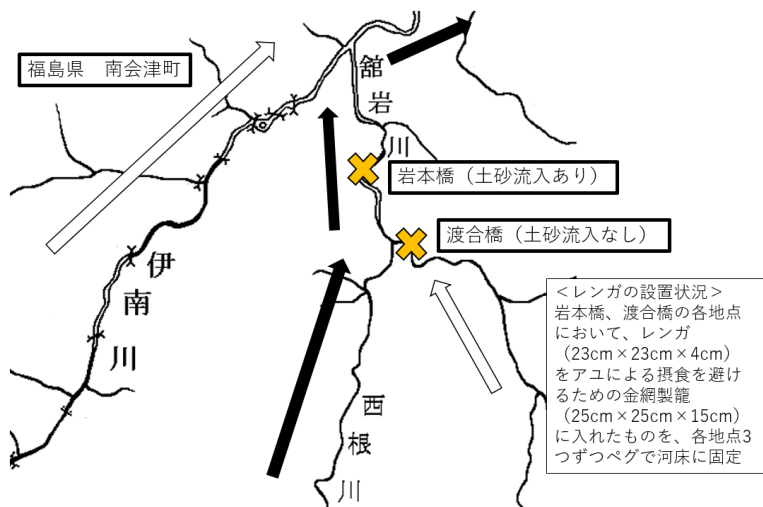 福島県　南会津町
舘岩川
岩本橋（土砂流入あり）
渡合橋（土砂流入なし）
伊南川
西根川
＜レンガの設置状況＞
岩本橋、渡合橋の各地点
において、レンガ
（23cm×23cm×4cm）
をアユによる摂食を避け
るための金網製籠
（25cm×25cm×15cm）
に入れたものを、各地点3
つずつペグで河床に固定